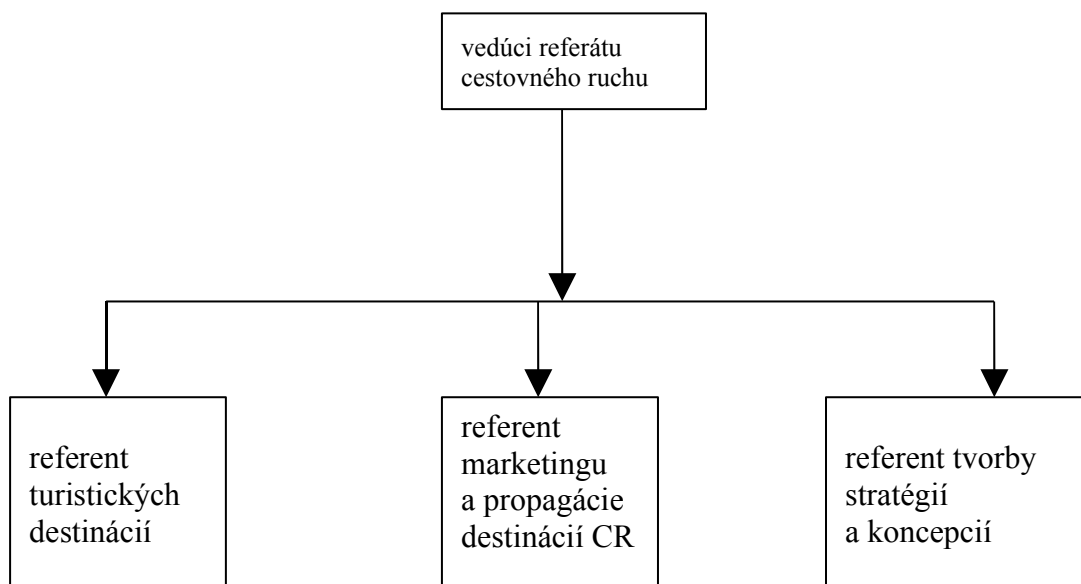 vedúci referátu
cestovného ruchu
referent
turistických
destinácií
referent
marketingu
a propagácie
destinácií CR
referent tvorby
stratégií
a koncepcií